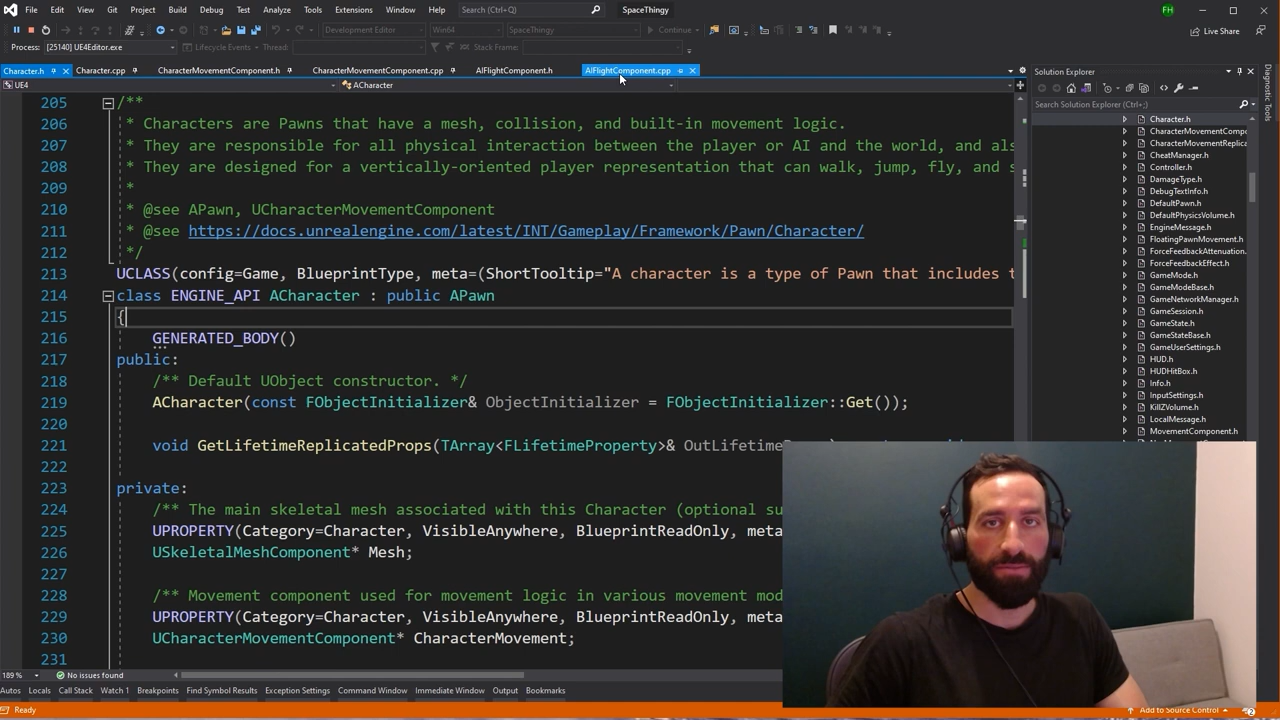 File Edit View Git Project Build Debug Test Analyze Tools Extensions Window Help Search (Ctrl+Q) SpaceThingy FH
Development Editor Win64 SpaceThingy Continue Live Share
Process: [25140] UE4Editor.exe Lifecycle Events Thread: Stack Frame:
Character.h Character.cpp CharacterMovementComponent.h CharacterMovementComponent.cpp AIFlightComponent.h AIFlightComponent.cpp
UE4 ACharacter
205 /**
206 * Characters are Pawns that have a mesh, collision, and built-in movement logic.
207 * They are responsible for all physical interaction between the player or AI and the world, and als
208 * They are designed for a vertically-oriented player representation that can walk, jump, fly, and s
209 *
210 * @see APawn, UCharacterMovementComponent
211 * @see https://docs.unrealengine.com/latest/INT/Gameplay/Framework/Pawn/Character/
212 */
213 UCLASS(config=Game, BlueprintType, meta=(ShortTooltip="A character is a type of Pawn that includes t
214 class ENGINE_API ACharacter : public APawn
215 {
216 GENERATED_BODY()
217 public:
218 /** Default UObject constructor. */
219 ACharacter(const FObjectInitializer& ObjectInitializer = FObjectInitializer::Get());
220
221 void GetLifetimeReplicatedProps(TArray<FLifetimeProperty>&
222
223 private:
224 /** The main skeletal mesh associated with this Character (optional su
225 UPROPERTY(Category=Character, VisibleAnywhere, BlueprintReadOnly, meta
226 USkeletalMeshComponent* Mesh;
227
228 /** Movement component used for movement logic in various movement mod
229 UPROPERTY(Category=Character, VisibleAnywhere, BlueprintReadOnly, meta
230 UCharacterMovementComponent* CharacterMovement;
231
Solution Explorer
Search Solution Explorer (Ctrl+;)
Character.h
CharacterMovementCompo
CharacterMovementReplica
CheatManager.h
Controller.h
DamageType.h
DebugTextInfo.h
DefaultPawn.h
DefaultPhysicsVolume.h
EngineMessage.h
FloatingPawnMovement.h
ForceFeedbackAttenuation.
ForceFeedbackEffect.h
GameMode.h
GameModeBase.h
GameNetworkManager.h
GameSession.h
GameState.h
GameStateBase.h
GameUserSettings.h
HUD.h
HUDHitBox.h
Info.h
InputSettings.h
KillZVolume.h
LocalMessage.h
MovementComponent.h
Diagnostic Tools
189 % No issues found
Autos Locals Call Stack Breakpoints Find Symbol Results Exception Settings Command Window Immediate Window Output Bookmarks
Ready Add to Source Control 2